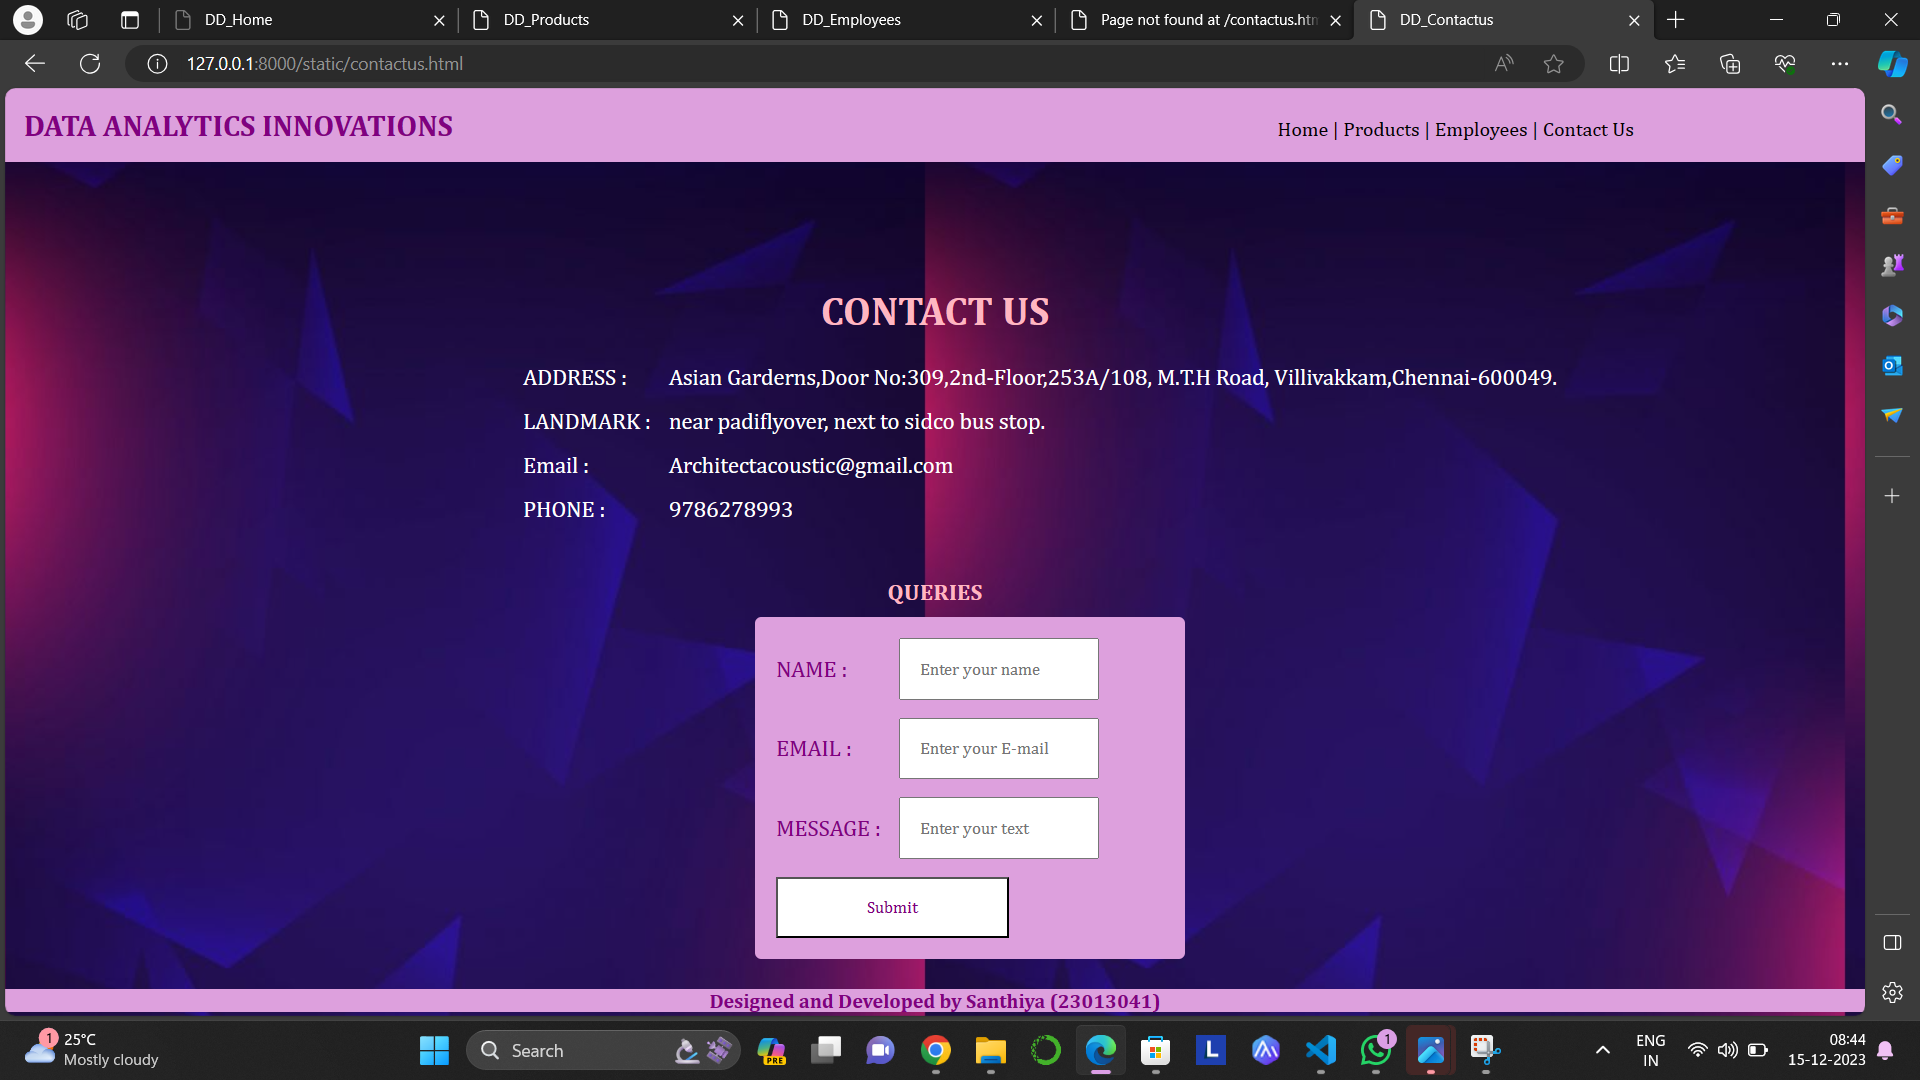 DD_Home
DD_Products
DD_Employees
Page not found at /contactus.htm
DD_Contactus
127.0.0.1:8000/static/contactus.html
DATA ANALYTICS INNOVATIONS
Home | Products | Employees | Contact Us
CONTACT US
ADDRESS : Asian Garderns,Door No:309,2nd-Floor,253A/108, M.T.H Road, Villivakkam,Chennai-600049.
LANDMARK : near padiflyover, next to sidco bus stop.
Email : Architectacoustic@gmail.com
PHONE : 9786278993
QUERIES
NAME : Enter your name
EMAIL : Enter your E-mail
MESSAGE : Enter your text
Submit
Designed and Developed by Santhiya (23013041)
1
25°C
Mostly cloudy
Search
PRE
L
1
ENG
IN
08:44
15-12-2023